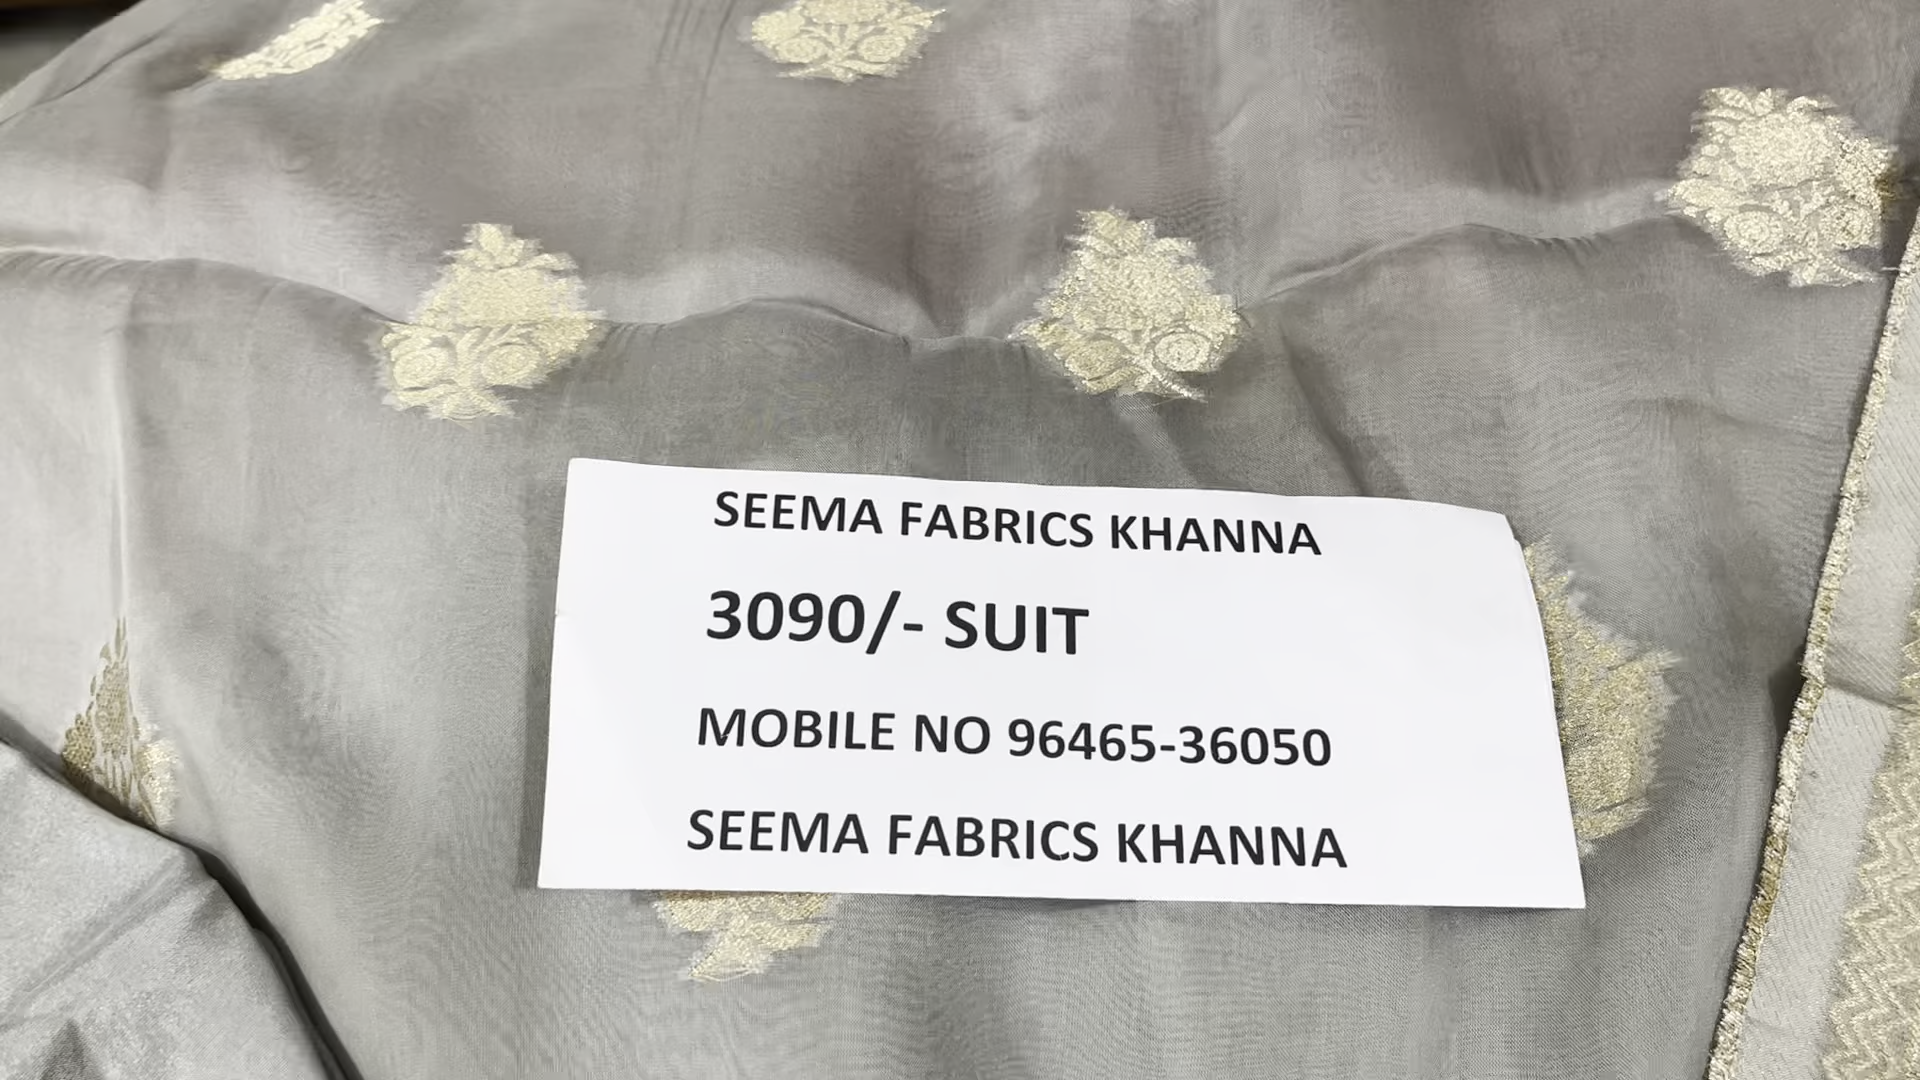 SEEMA FABRICS KHANNA
3090/- SUIT
MOBILE NO 96465-36050
SEEMA FABRICS KHANNA